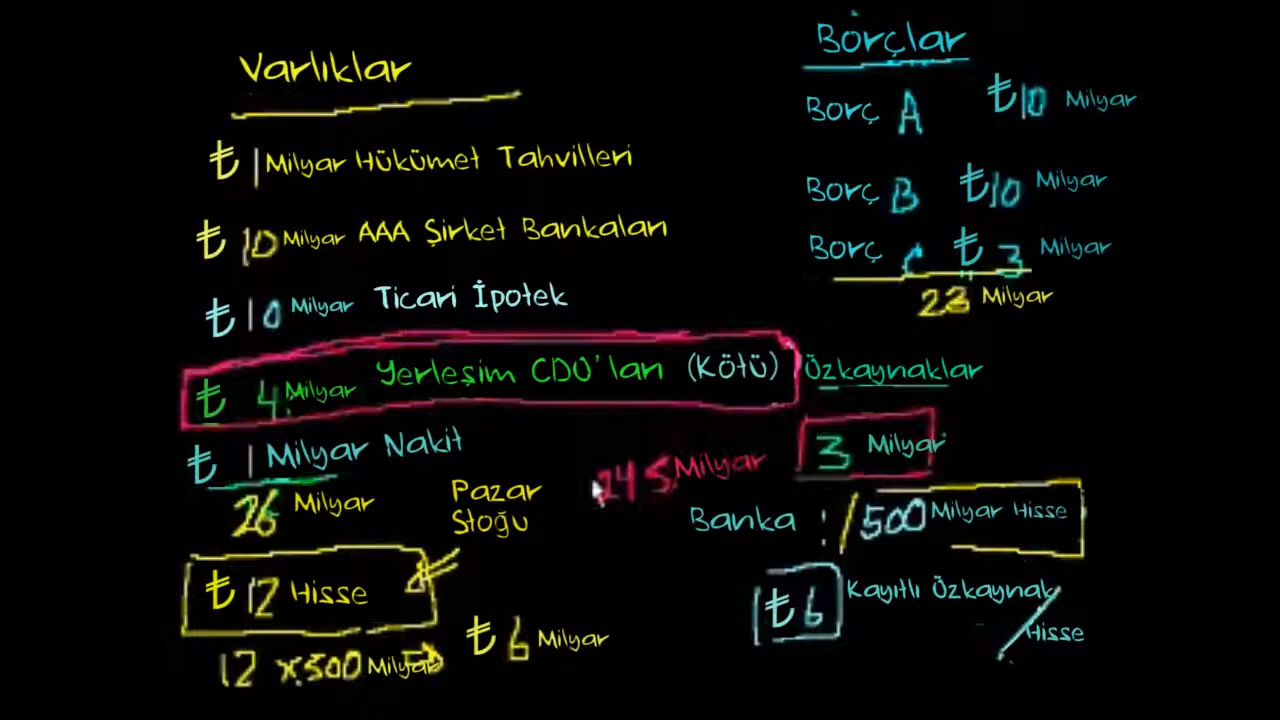 Varlıklar
₺ 1 Milyar Hükümet Tahvilleri
₺ 10 Milyar AAA Şirket Bankaları
₺ 10 Milyar Ticari İpotek
₺ 4 Milyar Yerleşim CDO'ları (Kötü)
₺ 1 Milyar Nakit
26 Milyar
Pazar
Stoğu
₺ 12 Hisse
12 x 500 Milyar
₺ 6 Milyar
24 5 Milyar
Borçlar
Borç A ₺ 10 Milyar
Borç B ₺ 10 Milyar
Borç C ₺ 3 Milyar
23 Milyar
Özkaynaklar
3 Milyar
Banka : 500 Milyar Hisse
₺ 6 Kayıtlı Özkaynak /
Hisse